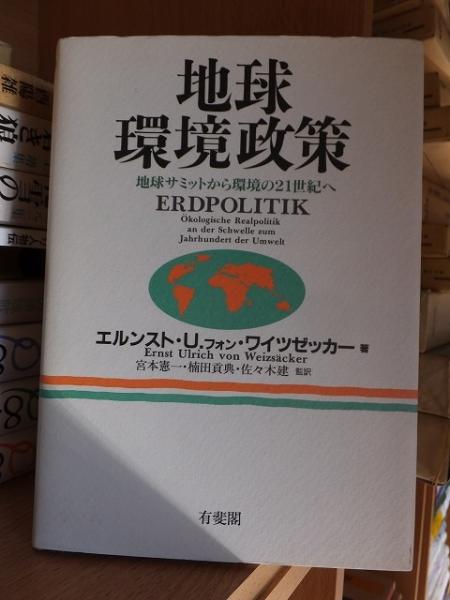 地球
環境政策
地球サミットから環境の21世紀へ
ERDPOLITIK
Ökologische Realpolitik
an der Schwelle zum
Jahrhundert der Umwelt
エルンスト・U.フォン・ワイツゼッカー 著
Ernst Ulrich von Weizsäcker
宮本憲一・楠田貢典・佐々木建 監訳
有斐閣